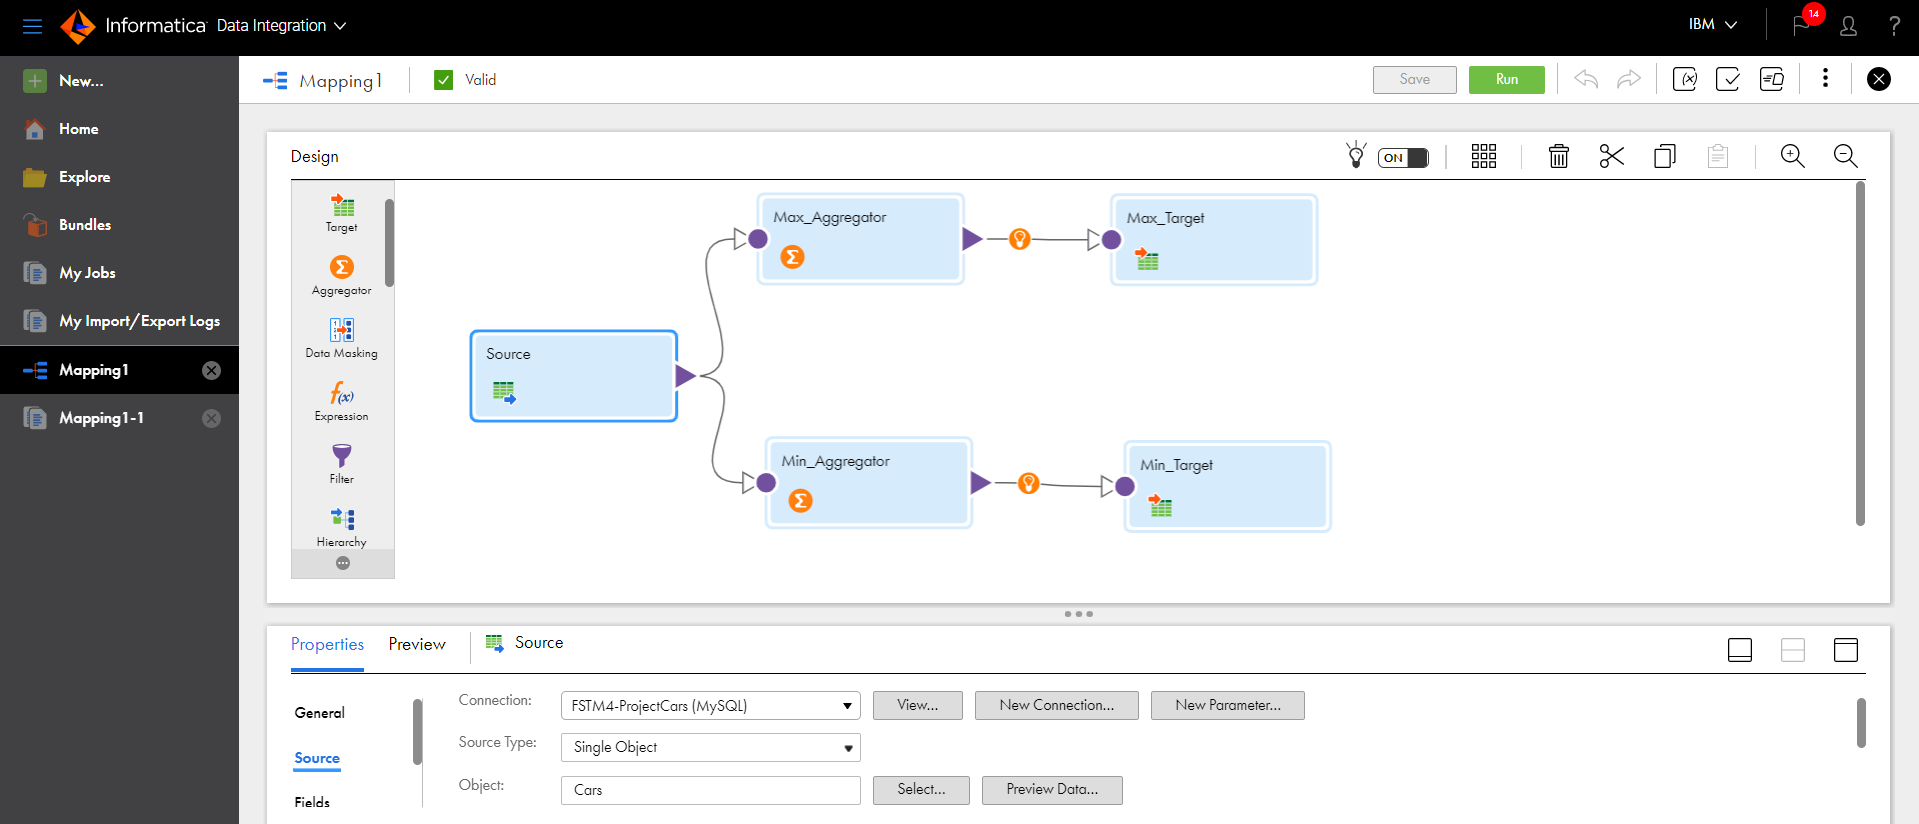 Informatica Data Integration
IBM
14
?
New...
Home
Explore
Bundles
My Jobs
My Import/Export Logs
Mapping1
Mapping1-1
Mapping1
Valid
Save
Run
Design
ON
Target
Aggregator
Data Masking
Expression
Filter
Hierarchy
Max_Aggregator
Max_Target
Source
Min_Aggregator
Min_Target
Properties
Preview
Source
General
Source
Fields
Connection:
FSTM4-ProjectCars (MySQL)
View...
New Connection...
New Parameter...
Source Type:
Single Object
Object:
Cars
Select...
Preview Data...